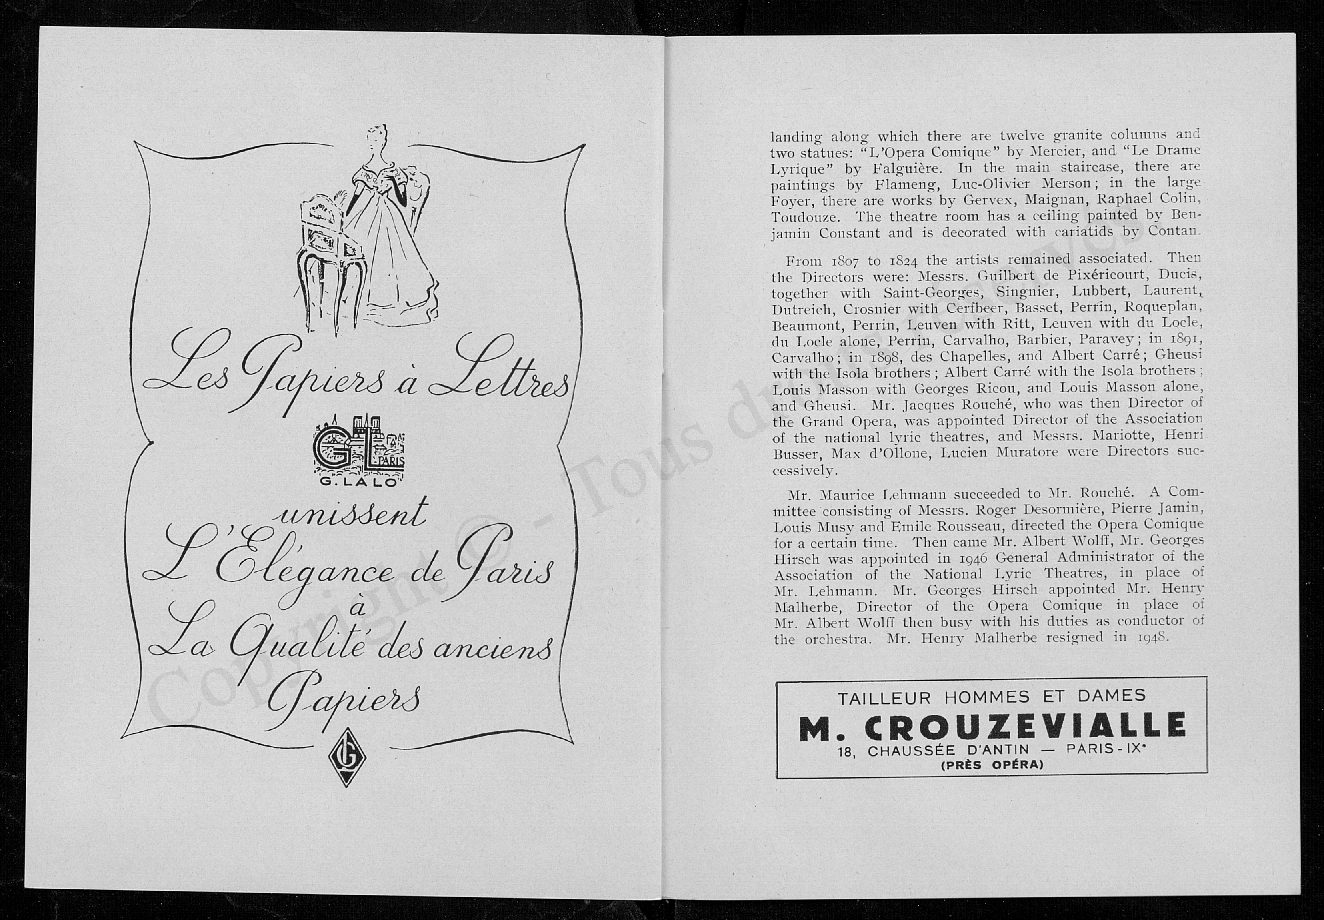 Les Papiers à Lettres
GL
PARIS
G. LALO
unissent
L'Elégance de Paris
à
La Qualité des anciens
Papiers
landing along which there are twelve granite columns and
two statues: "L'Opera Comique" by Mercier, and "Le Drame
Lyrique" by Falguière. In the main staircase, there are
paintings by Flameng, Luc-Olivier Merson; in the large
Foyer, there are works by Gervex, Maignan, Raphael Colin,
Toudouze. The theatre room has a ceiling painted by Ben-
jamin Constant and is decorated with cariatids by Contan.
From 1807 to 1824 the artists remained associated. Then
the Directors were: Messrs. Guilbert de Pixéricourt, Ducis,
together with Saint-Georges, Singnier, Lubbert, Laurent,
Dutreich, Crosnier with Cerfbeer, Basset, Perrin, Roqueplan,
Beaumont, Perrin, Leuven with Ritt, Leuven with du Locle,
du Locle alone, Perrin, Carvalho, Barbier, Paravey; in 1891,
Carvalho; in 1898, des Chapelles, and Albert Carré; Gheusi
with the Isola brothers; Albert Carré with the Isola brothers;
Louis Masson with Georges Ricou, and Louis Masson alone,
and Gheusi. Mr. Jacques Rouché, who was then Director of
the Grand Opera, was appointed Director of the Association
of the national lyric theatres, and Messrs. Mariotte, Henri
Busser, Max d'Ollone, Lucien Muratore were Directors suc-
cessively.
Mr. Maurice Lehmann succeeded to Mr. Rouché. A Com-
mittee consisting of Messrs. Roger Desormière, Pierre Jamin,
Louis Musy and Emile Rousseau, directed the Opera Comique
for a certain time. Then came Mr. Albert Wolff, Mr. Georges
Hirsch was appointed in 1946 General Administrator of the
Association of the National Lyric Theatres, in place of
Mr. Lehmann. Mr. Georges Hirsch appointed Mr. Henry
Malherbe, Director of the Opera Comique in place of
Mr. Albert Wolff then busy with his duties as conductor of
the orchestra. Mr. Henry Malherbe resigned in 1948.
TAILLEUR HOMMES ET DAMES
M. CROUZEVIALLE
18, CHAUSSÉE D'ANTIN — PARIS-IXe
(PRÈS OPÉRA)
Copyright © - Tous droits réservés